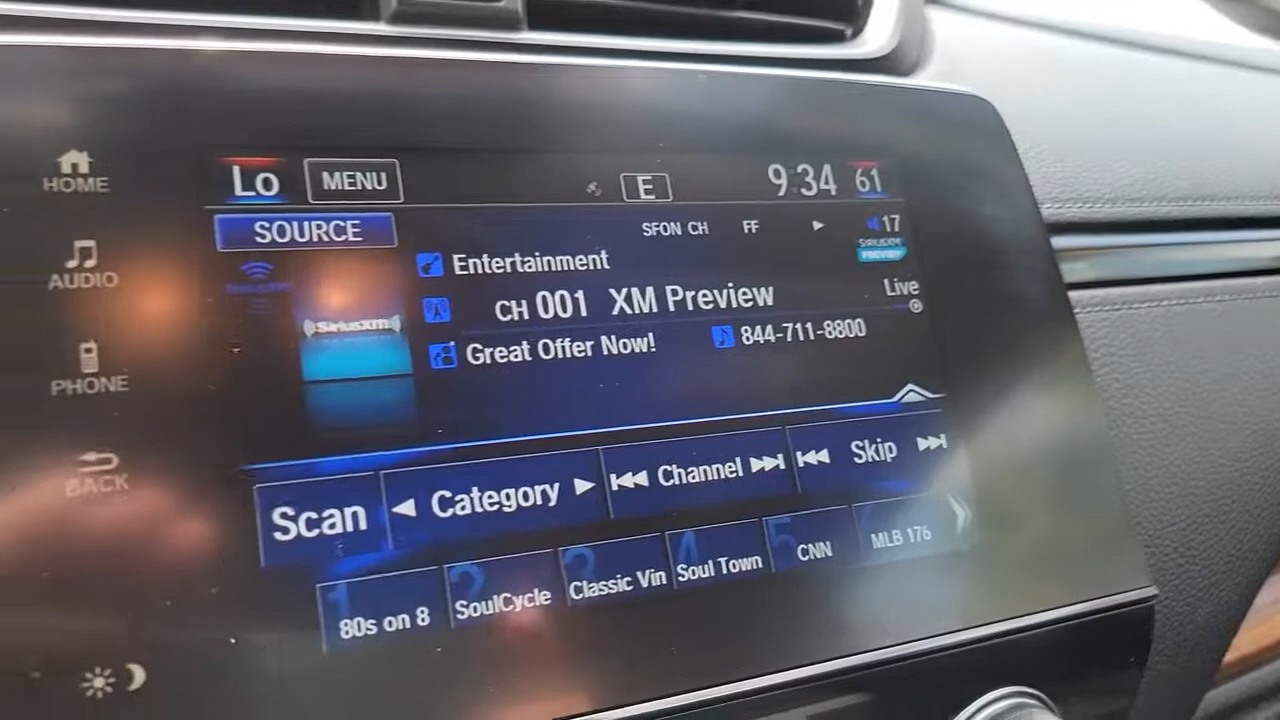 HOME
AUDIO
PHONE
BACK
Lo MENU E 9:34 61
SOURCE SFON CH FF 17
SIRIUSXM
Entertainment
CH 001 XM Preview Live
((SiriusXM))
Great Offer Now! 844-711-8800
Scan Category Channel Skip
1 80s on 8
2 SoulCycle
3 Classic Vin
4 Soul Town
5 CNN
MLB 176